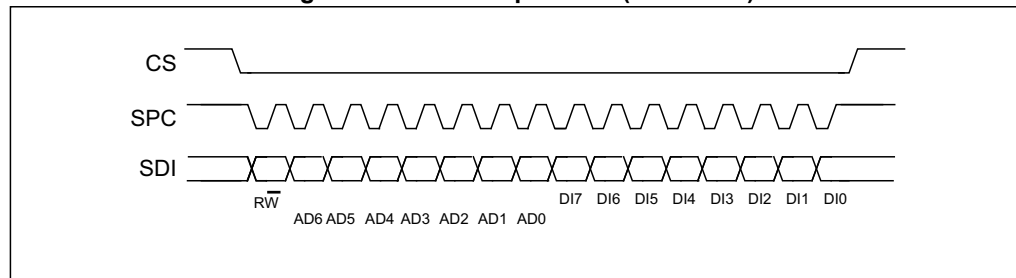 CS
SPC
SDI
RW
DI7 DI6 DI5 DI4 DI3 DI2 DI1 DI0
AD6 AD5 AD4 AD3 AD2 AD1 AD0